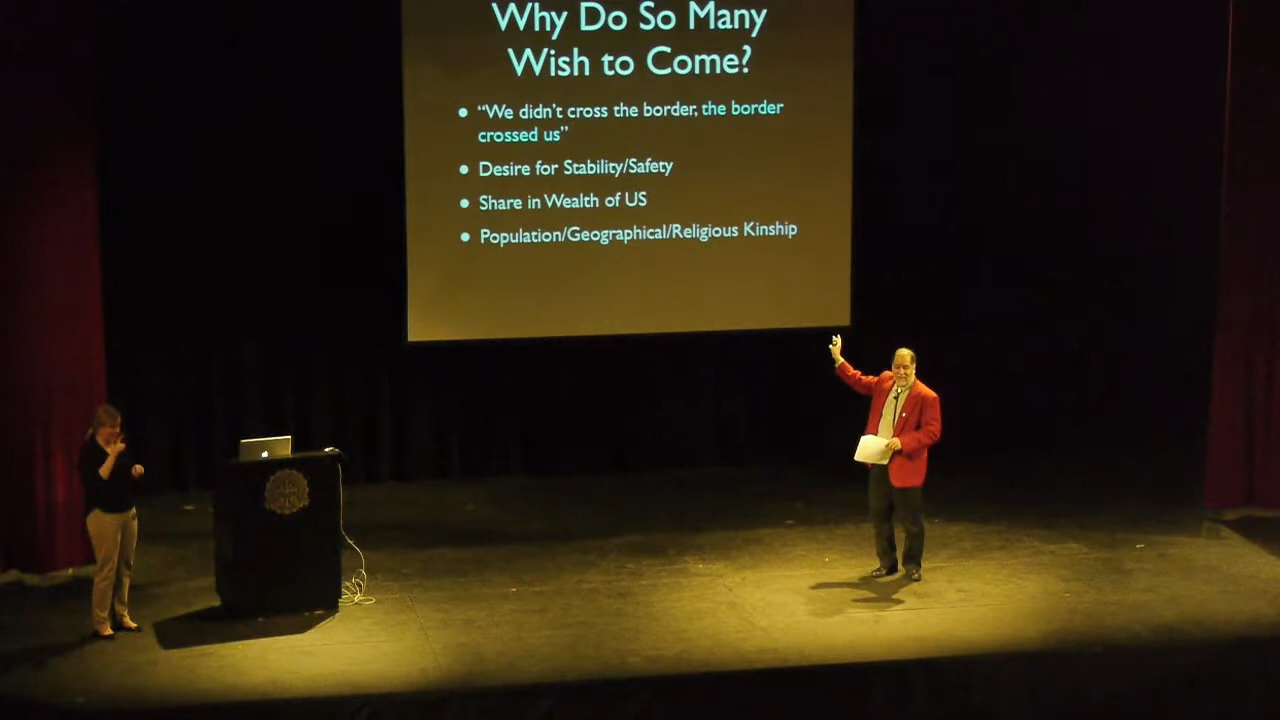 Why Do So Many
Wish to Come?
• “We didn’t cross the border, the border
crossed us”
• Desire for Stability/Safety
• Share in Wealth of US
• Population/Geographical/Religious Kinship